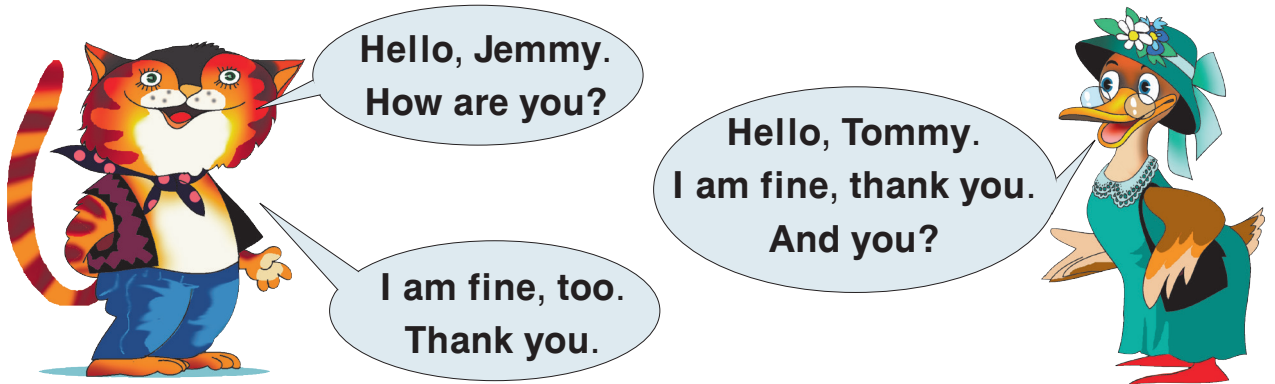 Hello, Jemmy.
How are you?
Hello, Tommy.
I am fine, thank you.
And you?
I am fine, too.
Thank you.